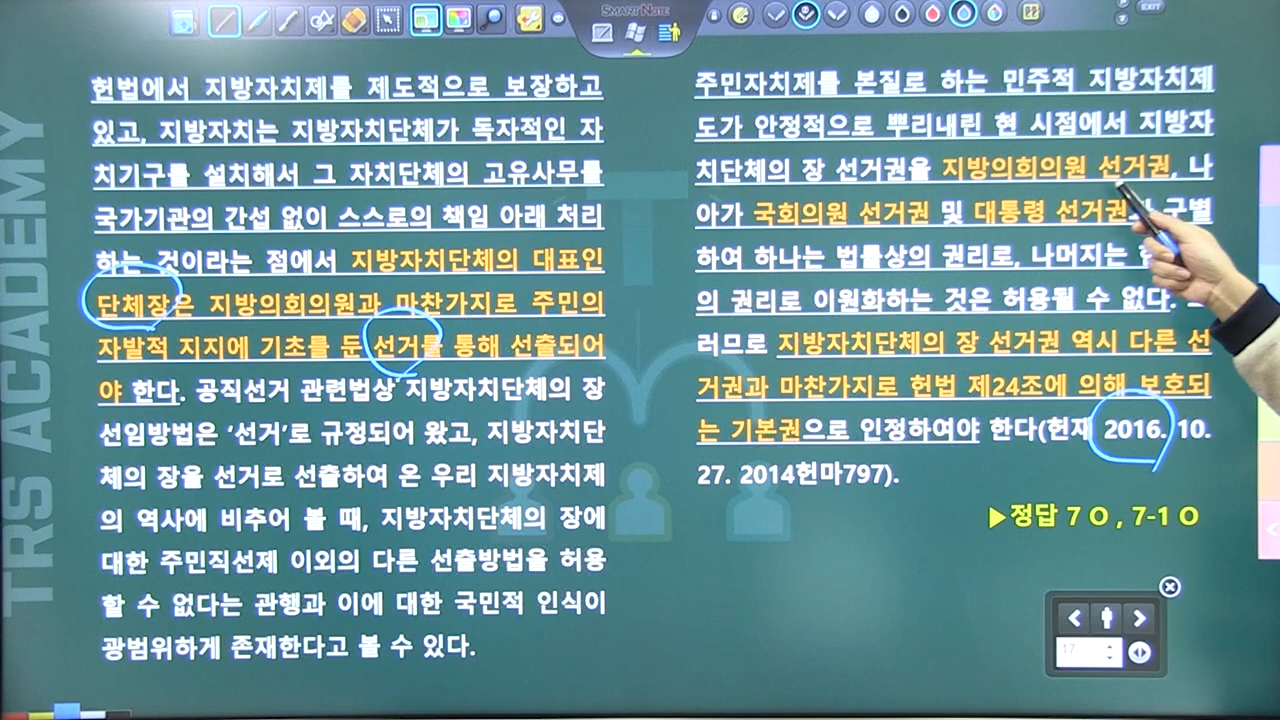 SMARTNOTE
EXIT
TRS ACADEMY
헌법에서 지방자치제를 제도적으로 보장하고
있고, 지방자치는 지방자치단체가 독자적인 자
치기구를 설치해서 그 자치단체의 고유사무를
국가기관의 간섭 없이 스스로의 책임 아래 처리
하는 것이라는 점에서 지방자치단체의 대표인
단체장은 지방의회의원과 마찬가지로 주민의
자발적 지지에 기초를 둔 선거를 통해 선출되어
야 한다. 공직선거 관련법상 지방자치단체의 장
선임방법은 ‘선거’로 규정되어 왔고, 지방자치단
체의 장을 선거로 선출하여 온 우리 지방자치제
의 역사에 비추어 볼 때, 지방자치단체의 장에
대한 주민직선제 이외의 다른 선출방법을 허용
할 수 없다는 관행과 이에 대한 국민적 인식이
광범위하게 존재한다고 볼 수 있다.
주민자치제를 본질로 하는 민주적 지방자치제
도가 안정적으로 뿌리내린 현 시점에서 지방자
치단체의 장 선거권을 지방의회의원 선거권, 나
아가 국회의원 선거권 및 대통령 선거권 구별
하여 하나는 법률상의 권리로, 나머지는
의 권리로 이원화하는 것은 허용될 수 없다.
러므로 지방자치단체의 장 선거권 역시 다른 선
거권과 마찬가지로 헌법 제24조에 의해 보호되
는 기본권으로 인정하여야 한다(헌재 2016. 10.
27. 2014헌마797).
▶정답 7 O , 7-1 O
17